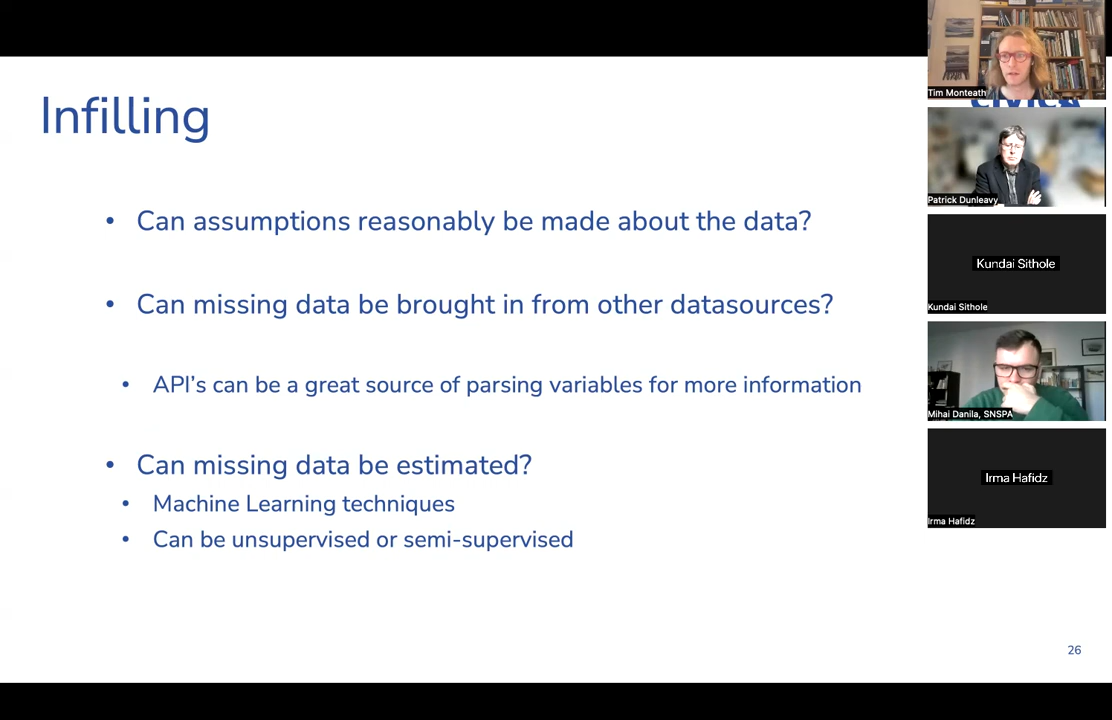 Infilling
• Can assumptions reasonably be made about the data?
• Can missing data be brought in from other datasources?
• API's can be a great source of parsing variables for more information
• Can missing data be estimated?
• Machine Learning techniques
• Can be unsupervised or semi-supervised
26
Tim Monteath
CIVICA
Patrick Dunleavy
Kundai Sithole
Kundai Sithole
Mihai Danila, SNSPA
Irma Hafidz
Irma Hafidz